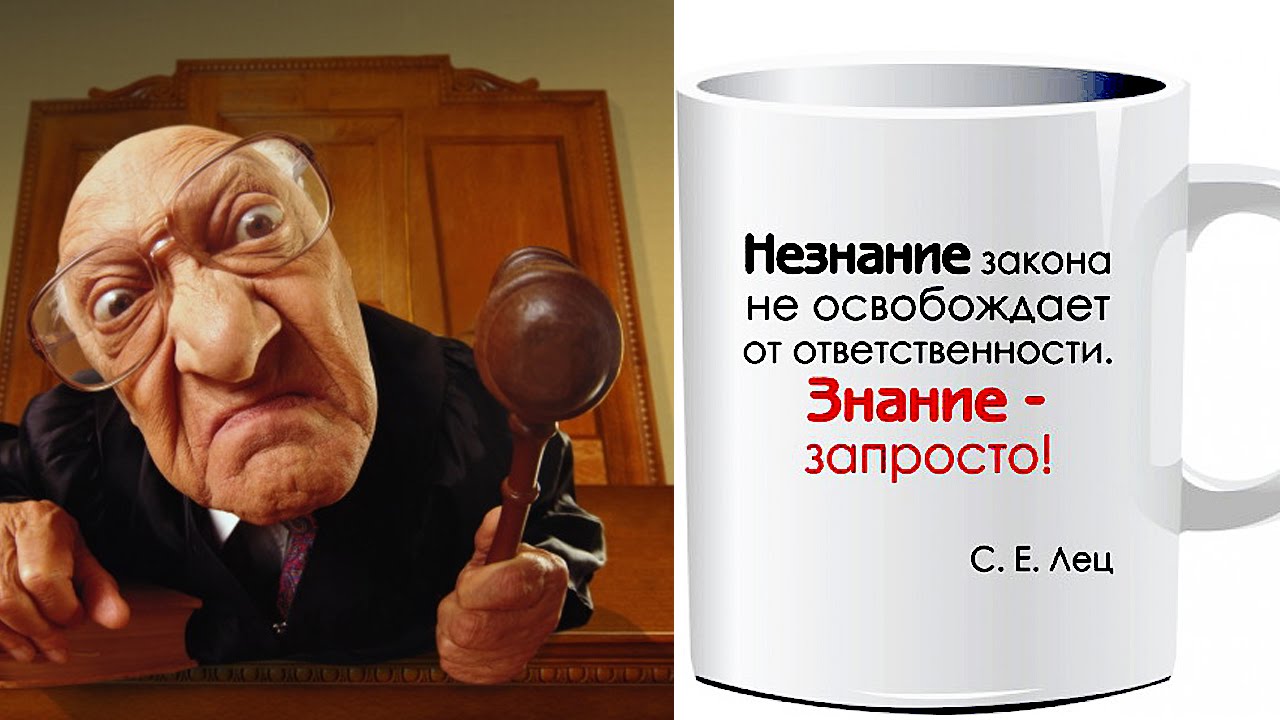 Незнание закона
не освобождает
от ответственности.
Знание -
запросто!
С. Е. Лец